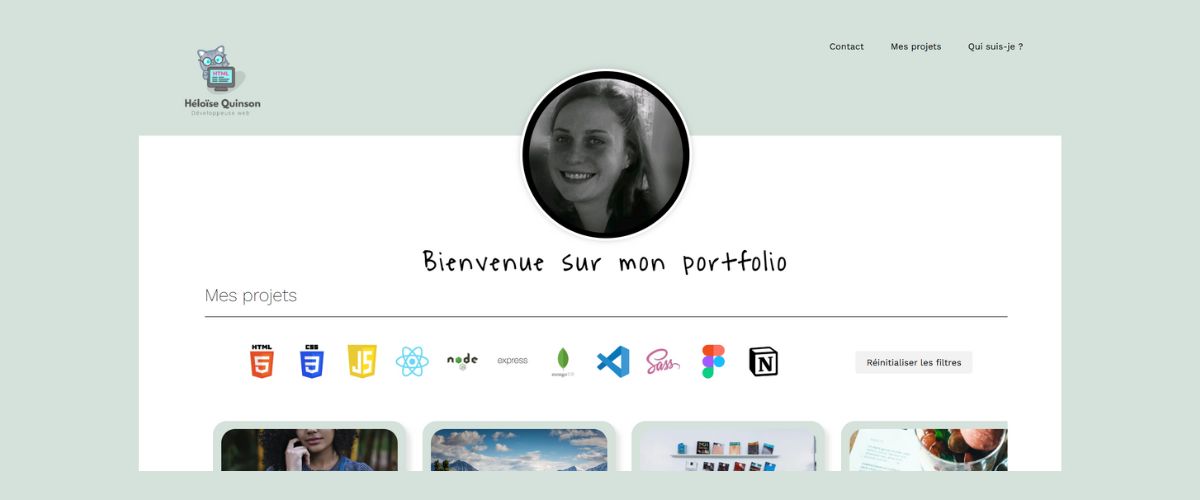 Contact Mes projets Qui suis-je ?
HTML
Héloïse Quinson
Développeuse web
Bienvenue sur mon portfolio
Mes projets
HTML 5 CSS 3 JS node JS express mongoDB Sass N
Réinitialiser les filtres